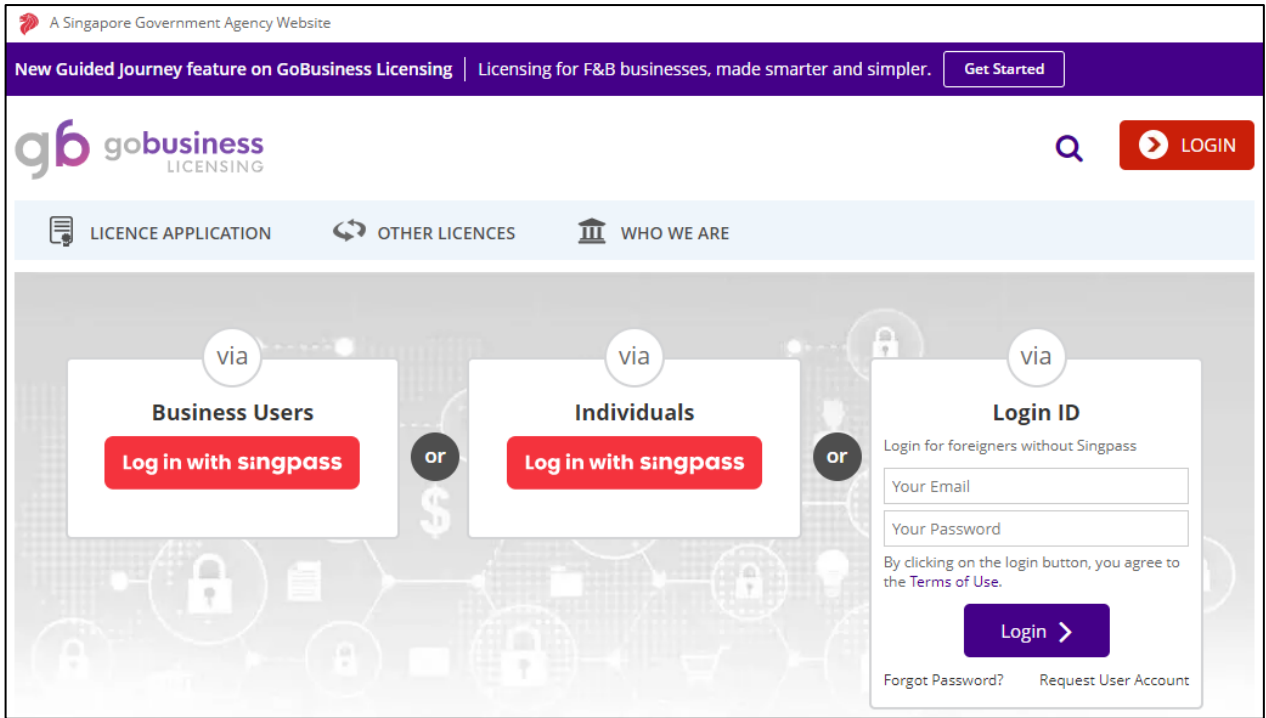 A Singapore Government Agency Website
New Guided Journey feature on GoBusiness Licensing | Licensing for F&B businesses, made smarter and simpler. Get Started
gb gobusiness
LICENSING
LOGIN
LICENCE APPLICATION OTHER LICENCES WHO WE ARE
via
Business Users
Log in with singpass
or
via
Individuals
Log in with singpass
or
via
Login ID
Login for foreigners without Singpass
Your Email
Your Password
By clicking on the login button, you agree to
the Terms of Use.
Login
Forgot Password? Request User Account
$